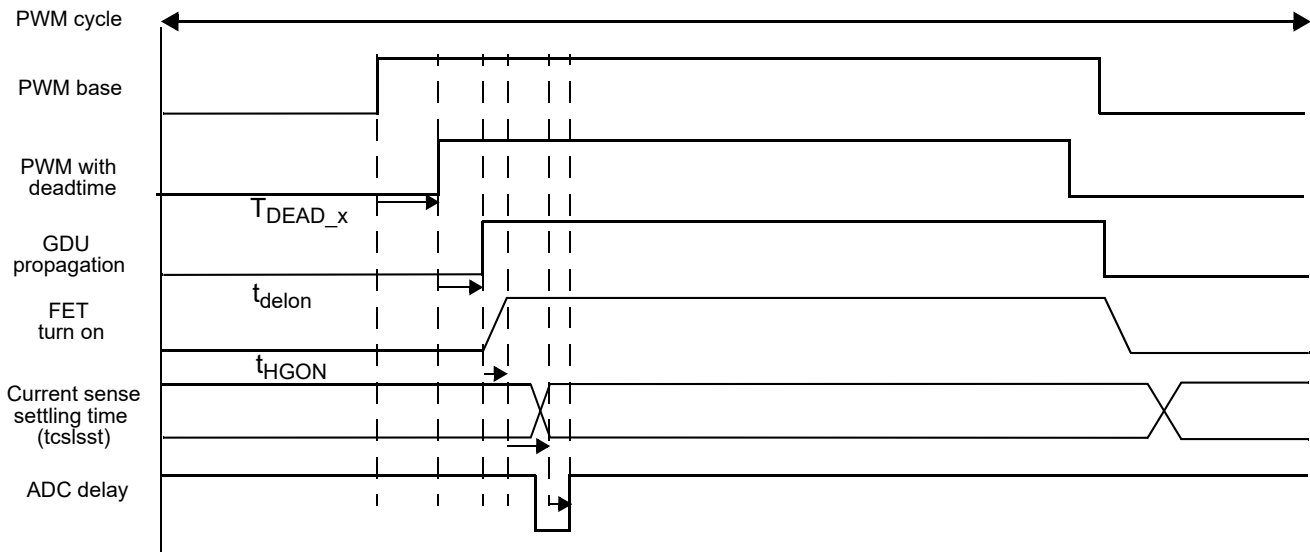 PWM cycle
PWM base
PWM with
deadtime
TDEAD_x
GDU
propagation
tdelon
FET
turn on
tHGON
Current sense
settling time
(tcslsst)
ADC delay